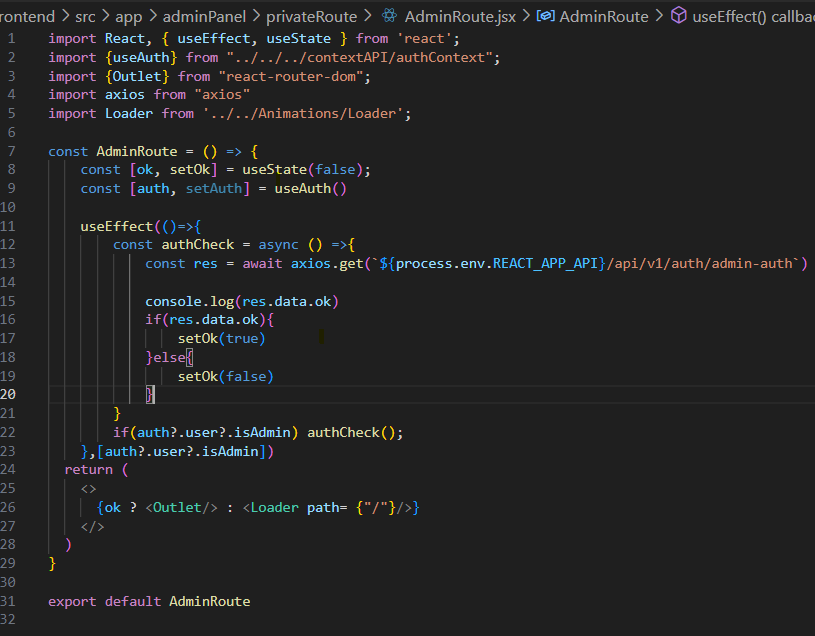 rontend > src > app > adminPanel > privateRoute > AdminRoute.jsx > AdminRoute > useEffect() callbac
1 import React, { useEffect, useState } from 'react';
2 import {useAuth} from "../../../contextAPI/authContext";
3 import {Outlet} from "react-router-dom";
4 import axios from "axios"
5 import Loader from '../../Animations/Loader';
6
7 const AdminRoute = () => {
8     const [ok, setOk] = useState(false);
9     const [auth, setAuth] = useAuth()
10
11     useEffect(()=>{
12         const authCheck = async () =>{
13             const res = await axios.get(`${process.env.REACT_APP_API}/api/v1/auth/admin-auth`)
14
15             console.log(res.data.ok)
16             if(res.data.ok){
17                 setOk(true)
18             }else{
19                 setOk(false)
20             }
21         }
22         if(auth?.user?.isAdmin) authCheck();
23     },[auth?.user?.isAdmin])
24   return (
25     <>
26       {ok ? <Outlet/> : <Loader path= {"/"}/>}
27     </>
28   )
29 }
30
31 export default AdminRoute
32